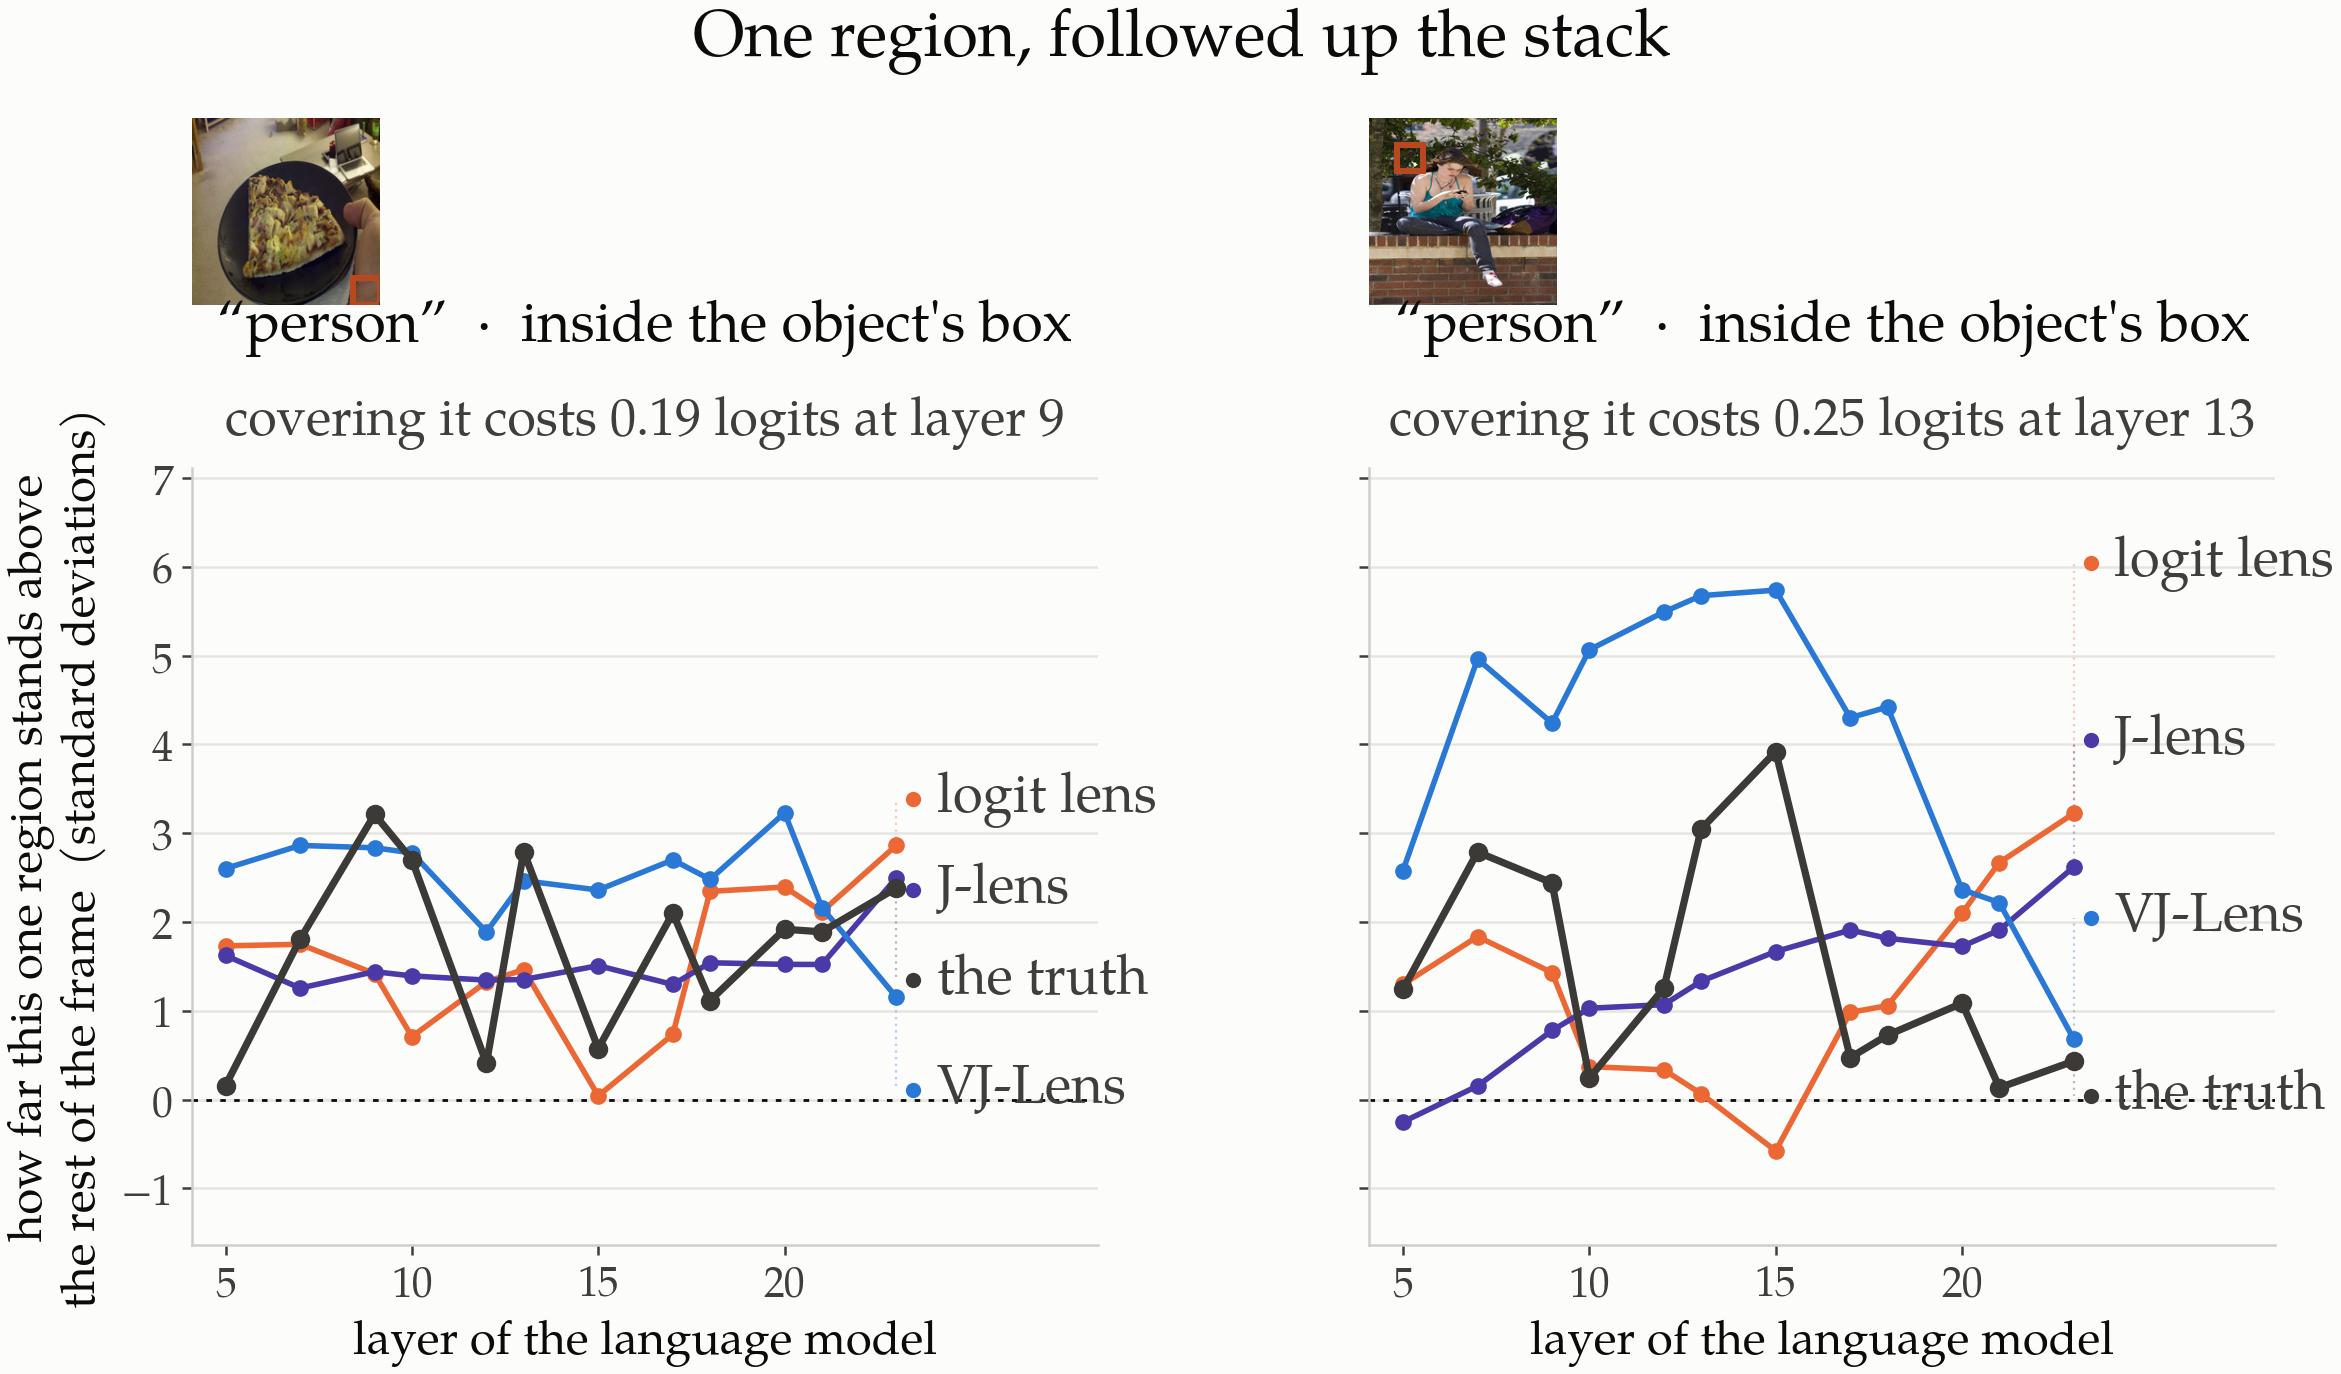 One region, followed up the stack
“person” · inside the object's box
covering it costs 0.19 logits at layer 9
how far this one region stands above
the rest of the frame (standard deviations)
7
6
5
4
3
2
1
0
−1
logit lens
J-lens
the truth
VJ-Lens
5 10 15 20
layer of the language model
“person” · inside the object's box
covering it costs 0.25 logits at layer 13
logit lens
J-lens
VJ-Lens
the truth
5 10 15 20
layer of the language model